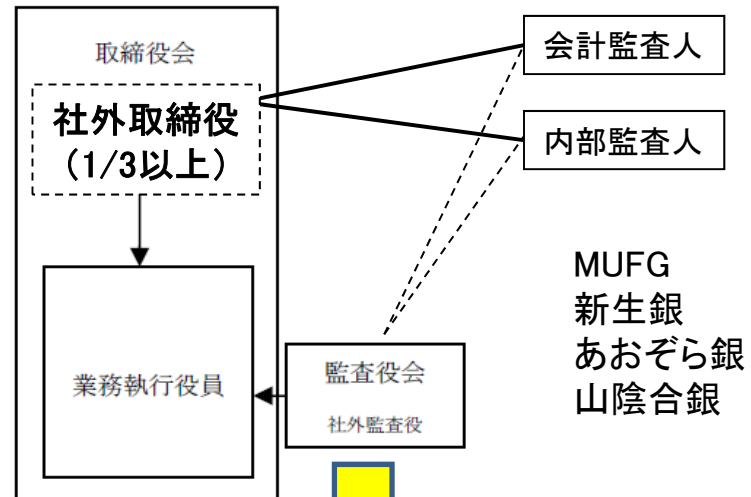 取締役会
社外取締役
（1/3以上）
業務執行役員
監査役会
社外監査役
会計監査人
内部監査人
MUFG
新生銀
あおぞら銀
山陰合銀